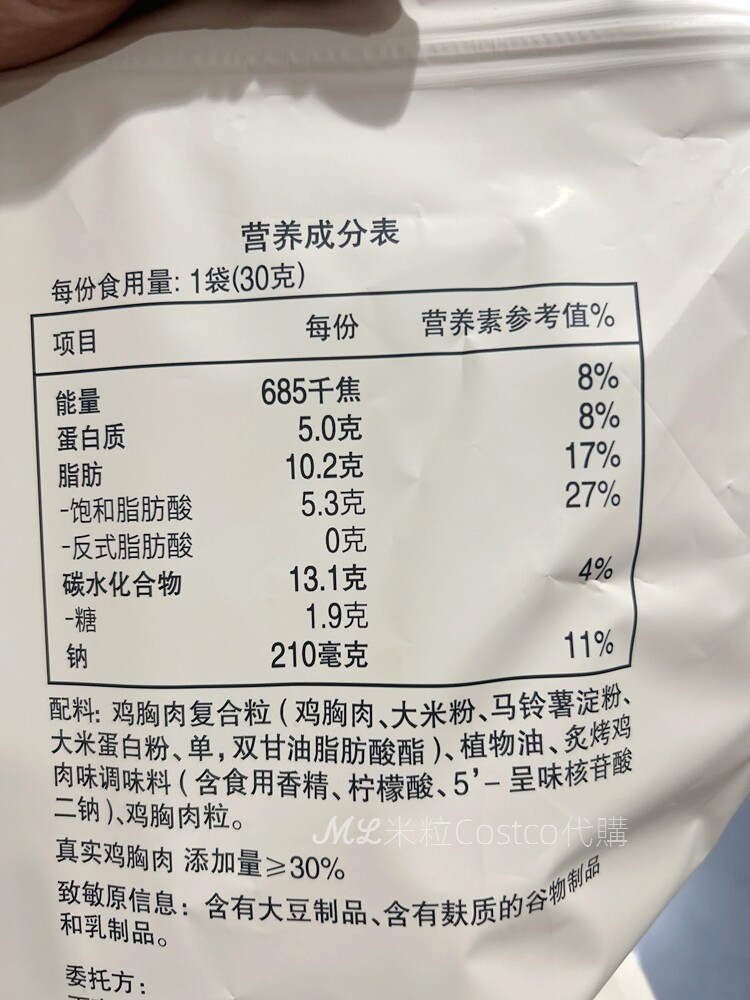 营养成分表
每份食用量: 1袋(30克)
项目 每份 营养素参考值%
能量 685千焦 8%
蛋白质 5.0克 8%
脂肪 10.2克 17%
-饱和脂肪酸 5.3克 27%
-反式脂肪酸 0克
碳水化合物 13.1克 4%
-糖 1.9克
钠 210毫克 11%
配料: 鸡胸肉复合粒 (鸡胸肉、大米粉、马铃薯淀粉、
大米蛋白粉、单,双甘油脂肪酸酯)、植物油、炙烤鸡
肉味调味料 (含食用香精、柠檬酸、5'-呈味核苷酸
二钠)、鸡胸肉粒。
ML米粒Costco代購
真实鸡胸肉 添加量≥30%
致敏原信息: 含有大豆制品、含有麸质的谷物制品
和乳制品。
委托方: